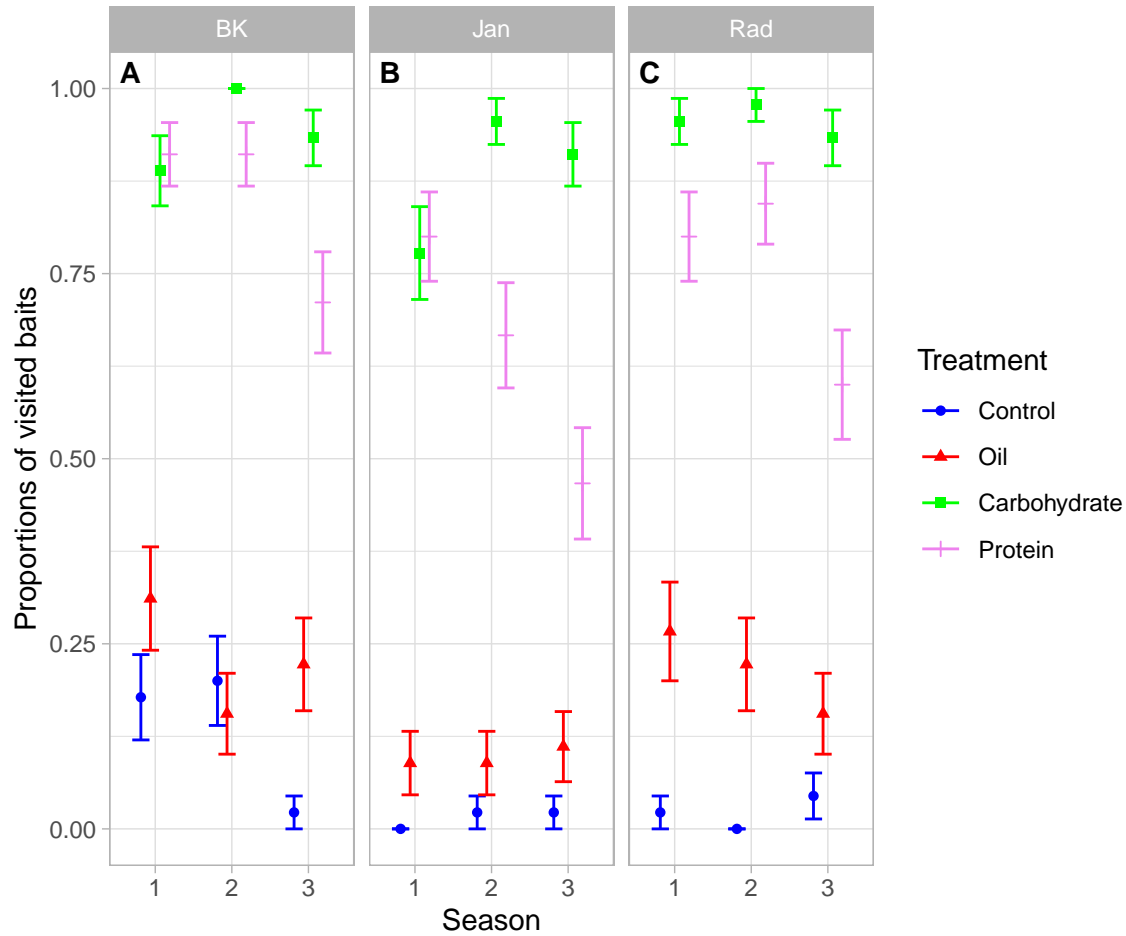 BK Jan Rad
A B C
1.00
0.75
0.50
0.25
0.00
Proportions of visited baits
1 2 3 1 2 3 1 2 3
Season
Treatment
Control
Oil
Carbohydrate
Protein